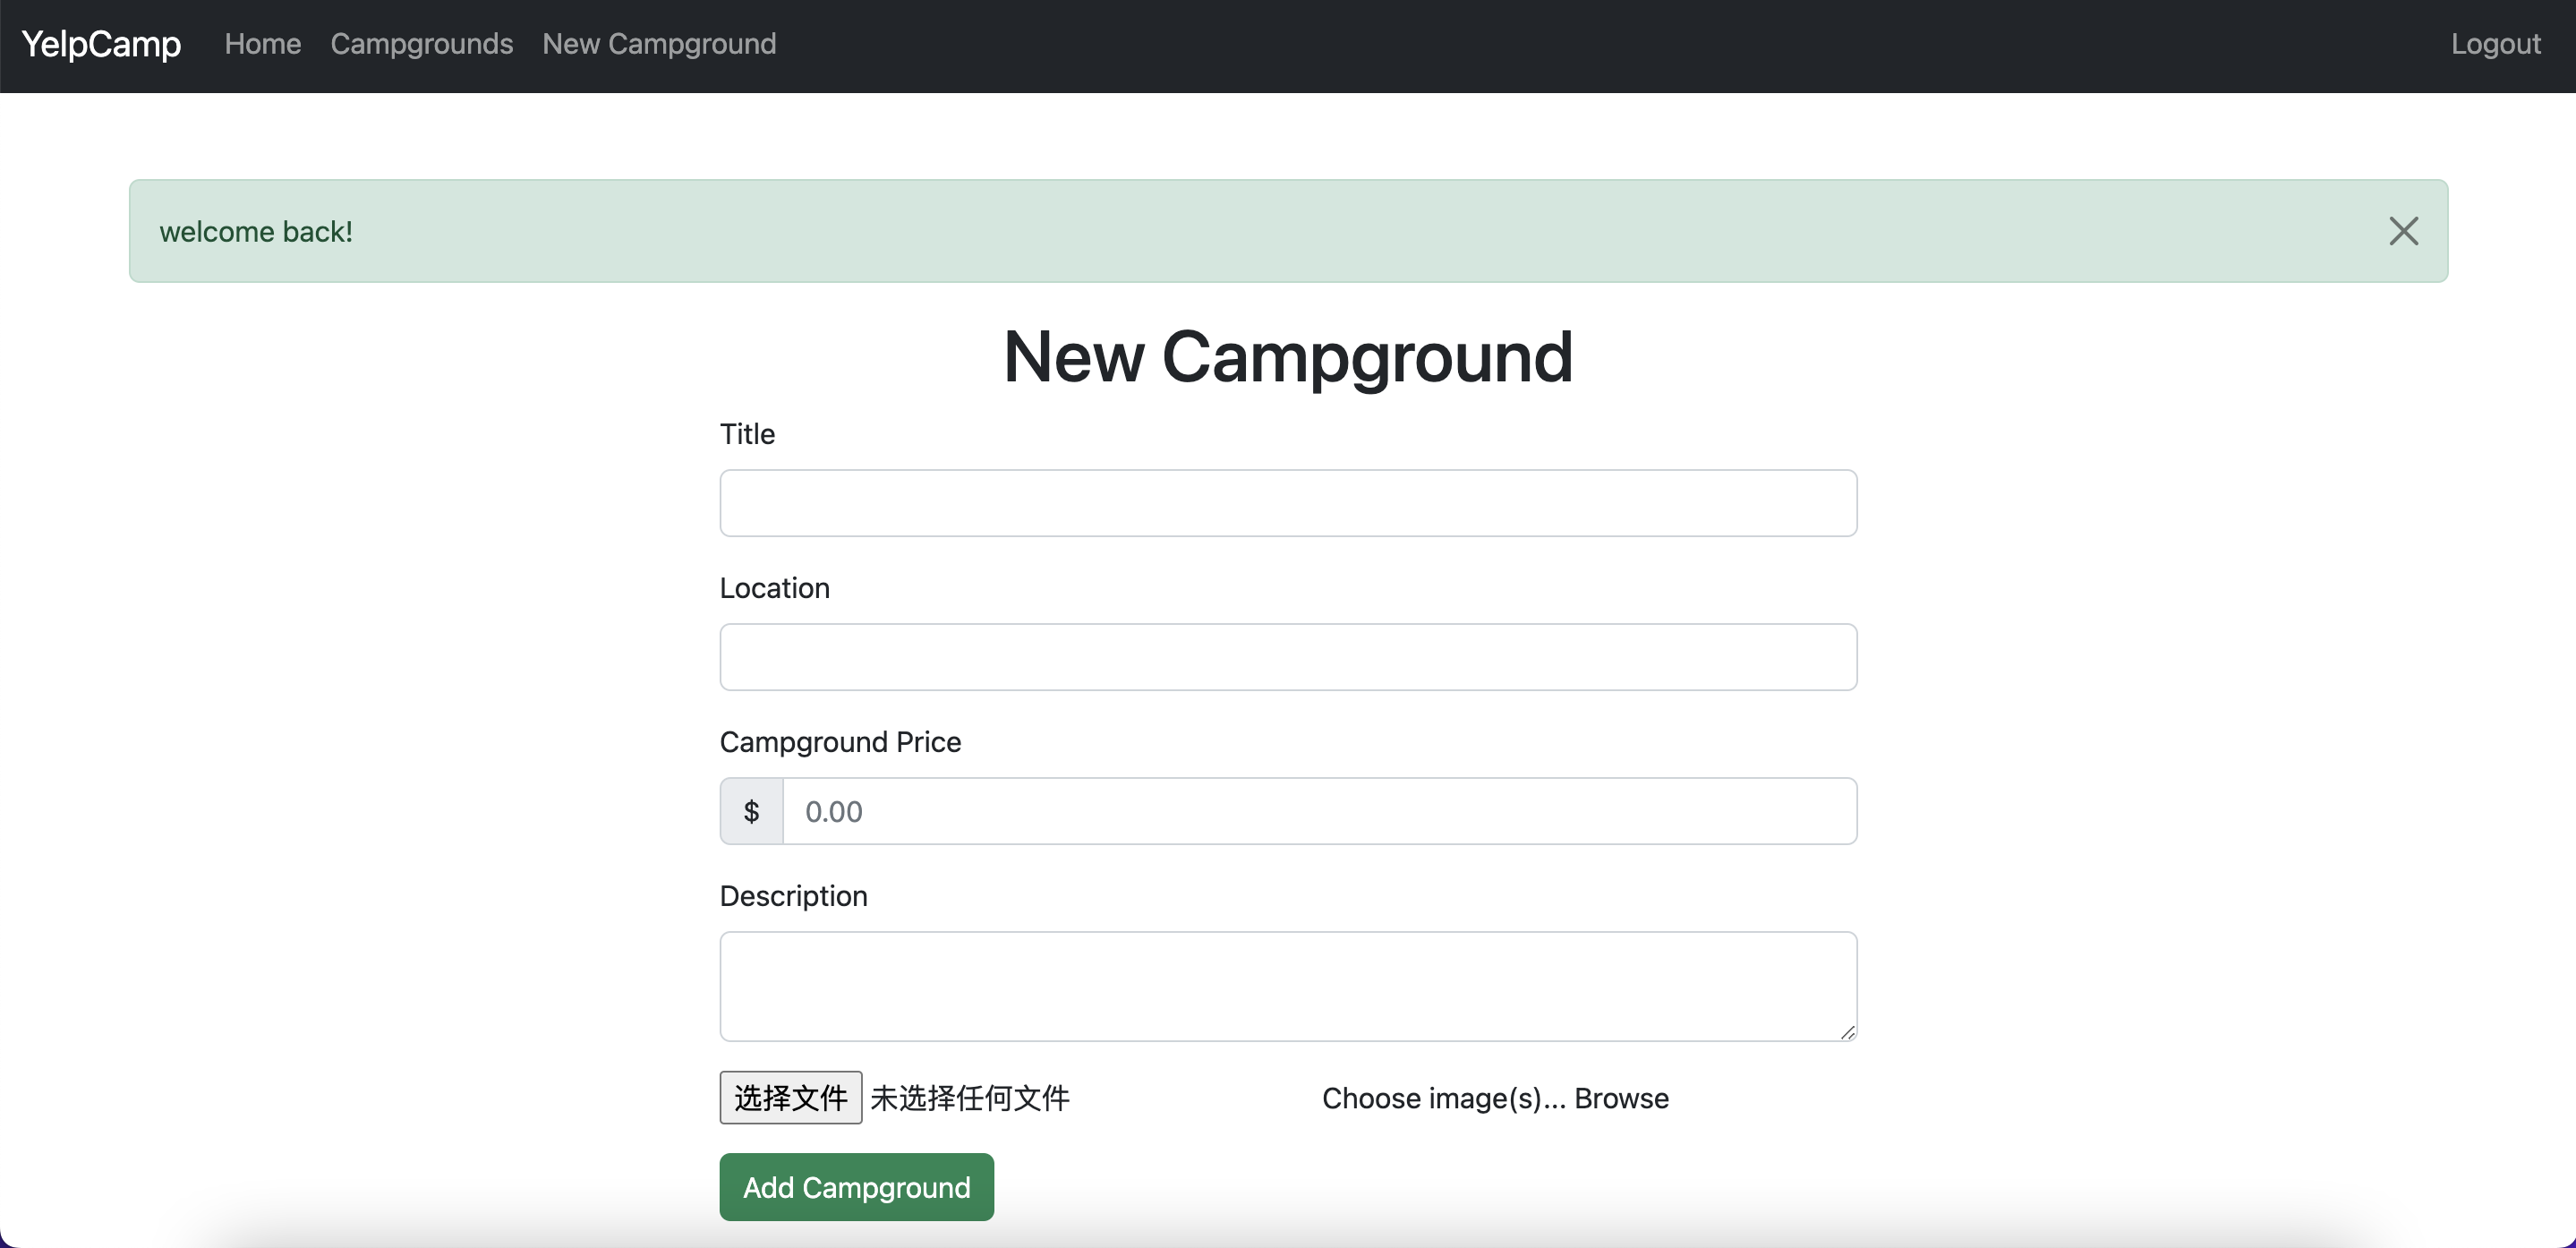 YelpCamp Home Campgrounds New Campground Logout
welcome back!
New Campground
Title
Location
Campground Price
$ 0.00
Description
选择文件 未选择任何文件 Choose image(s)... Browse
Add Campground